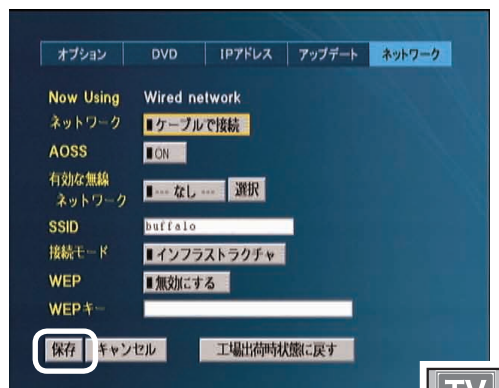 オプション DVD IPアドレス アップデート ネットワーク
Now Using Wired network
ネットワーク ケーブルで接続
AOSS ON
有効な無線
ネットワーク --- なし --- 選択
SSID buffalo
接続モード インフラストラクチャ
WEP 無効にする
WEPキー
保存 キャンセル 工場出荷時状態に戻す
TV